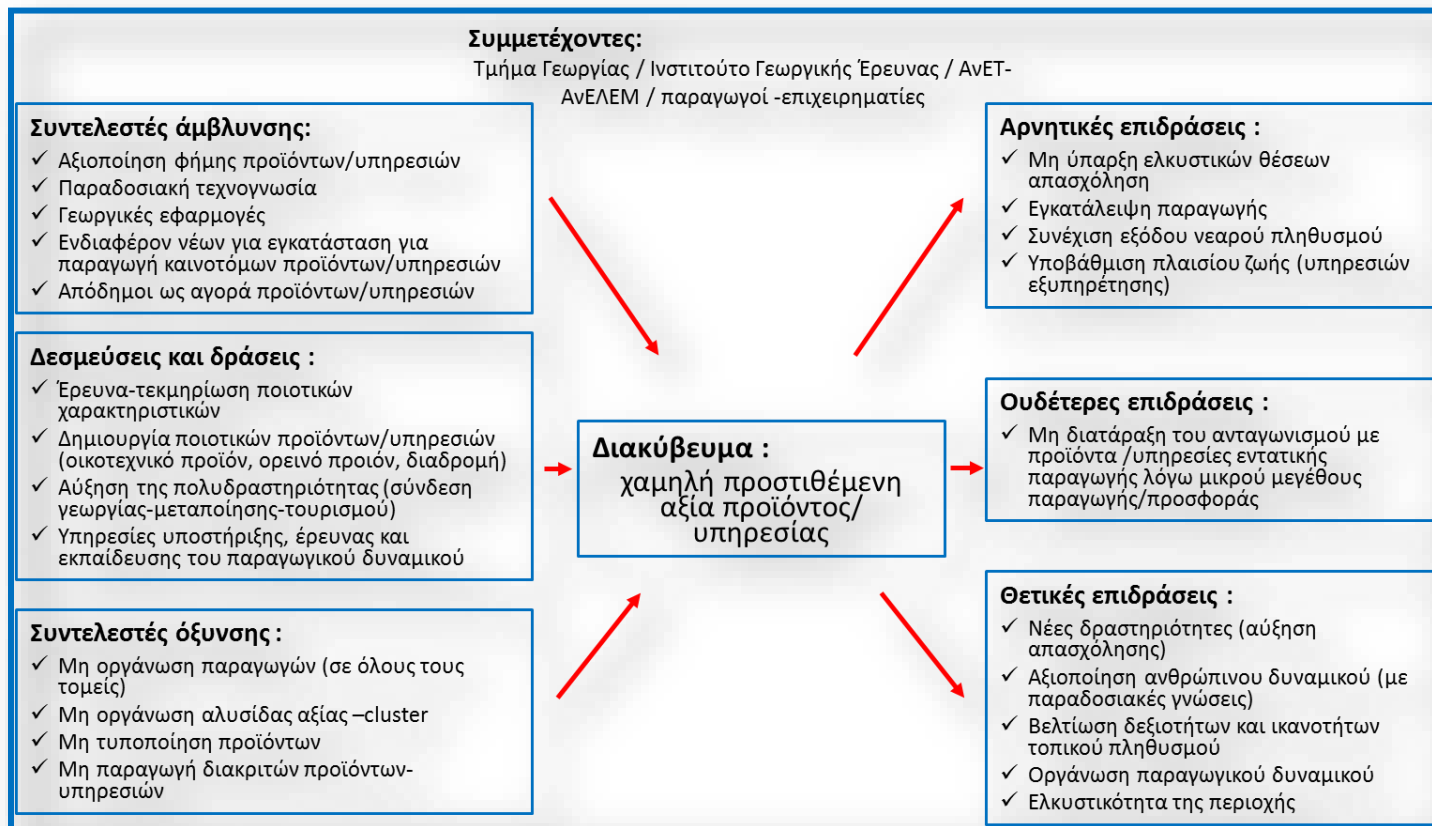 Συμμετέχοντες:
Τμήμα Γεωργίας / Ινστιτούτο Γεωργικής Έρευνας / ΑνΕΤ-
ΑνΕΛΕΜ / παραγωγοί -επιχειρηματίες
Συντελεστές άμβλυνσης:
✓ Αξιοποίηση φήμης προϊόντων/υπηρεσιών
✓ Παραδοσιακή τεχνογνωσία
✓ Γεωργικές εφαρμογές
✓ Ενδιαφέρον νέων για εγκατάσταση για
παραγωγή καινοτόμων προϊόντων/υπηρεσιών
✓ Απόδημοι ως αγορά προϊόντων/υπηρεσιών
Δεσμεύσεις και δράσεις :
✓ Έρευνα-τεκμηρίωση ποιοτικών
χαρακτηριστικών
✓ Δημιουργία ποιοτικών προϊόντων/υπηρεσιών
(οικοτεχνικό προϊόν, ορεινό προιόν, διαδρομή)
✓ Αύξηση της πολυδραστηριότητας (σύνδεση
γεωργίας-μεταποίησης-τουρισμού)
✓ Υπηρεσίες υποστήριξης, έρευνας και
εκπαίδευσης του παραγωγικού δυναμικού
Συντελεστές όξυνσης :
✓ Μη οργάνωση παραγωγών (σε όλους τους
τομείς)
✓ Μη οργάνωση αλυσίδας αξίας –cluster
✓ Μη τυποποίηση προϊόντων
✓ Μη παραγωγή διακριτών προϊόντων-
υπηρεσιών
Διακύβευμα :
χαμηλή προστιθέμενη
αξία προϊόντος/
υπηρεσίας
Αρνητικές επιδράσεις :
✓ Μη ύπαρξη ελκυστικών θέσεων
απασχόληση
✓ Εγκατάλειψη παραγωγής
✓ Συνέχιση εξόδου νεαρού πληθυσμού
✓ Υποβάθμιση πλαισίου ζωής (υπηρεσιών
εξυπηρέτησης)
Ουδέτερες επιδράσεις :
✓ Μη διατάραξη του ανταγωνισμού με
προϊόντα /υπηρεσίες εντατικής
παραγωγής λόγω μικρού μεγέθους
παραγωγής/προσφοράς
Θετικές επιδράσεις :
✓ Νέες δραστηριότητες (αύξηση
απασχόλησης)
✓ Αξιοποίηση ανθρώπινου δυναμικού (με
παραδοσιακές γνώσεις)
✓ Βελτίωση δεξιοτήτων και ικανοτήτων
τοπικού πληθυσμού
✓ Οργάνωση παραγωγικού δυναμικού
✓ Ελκυστικότητα της περιοχής